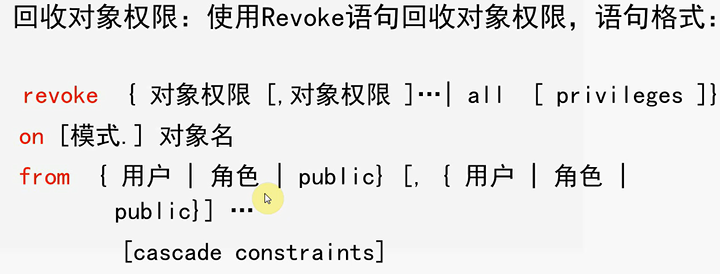 回收对象权限：使用Revoke语句回收对象权限，语句格式：
revoke { 对象权限 [,对象权限 ]…| all [ privileges ]}
on [模式.] 对象名
from { 用户 | 角色 | public} [, { 用户 | 角色 |
public}] …
[cascade constraints]